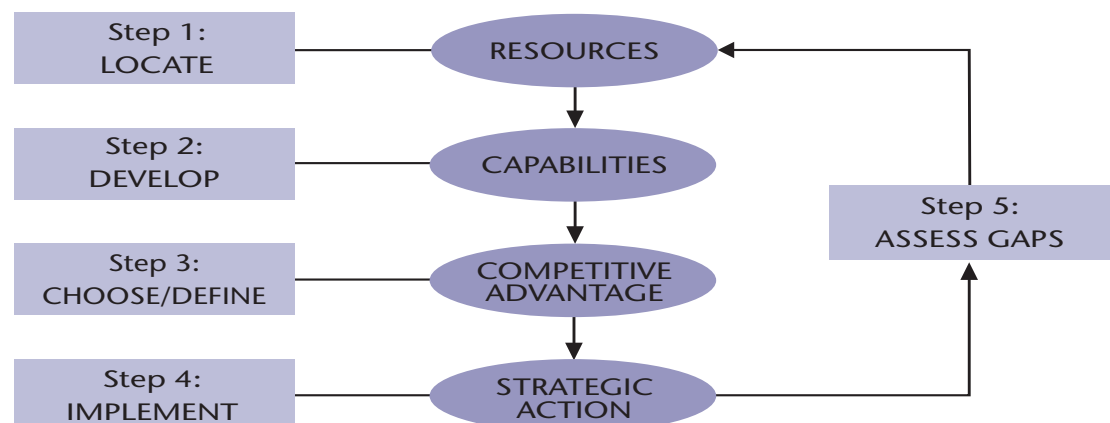 Step 1:
LOCATE
RESOURCES
Step 2:
DEVELOP
CAPABILITIES
Step 3:
CHOOSE/DEFINE
COMPETITIVE
ADVANTAGE
Step 4:
IMPLEMENT
STRATEGIC
ACTION
Step 5:
ASSESS GAPS